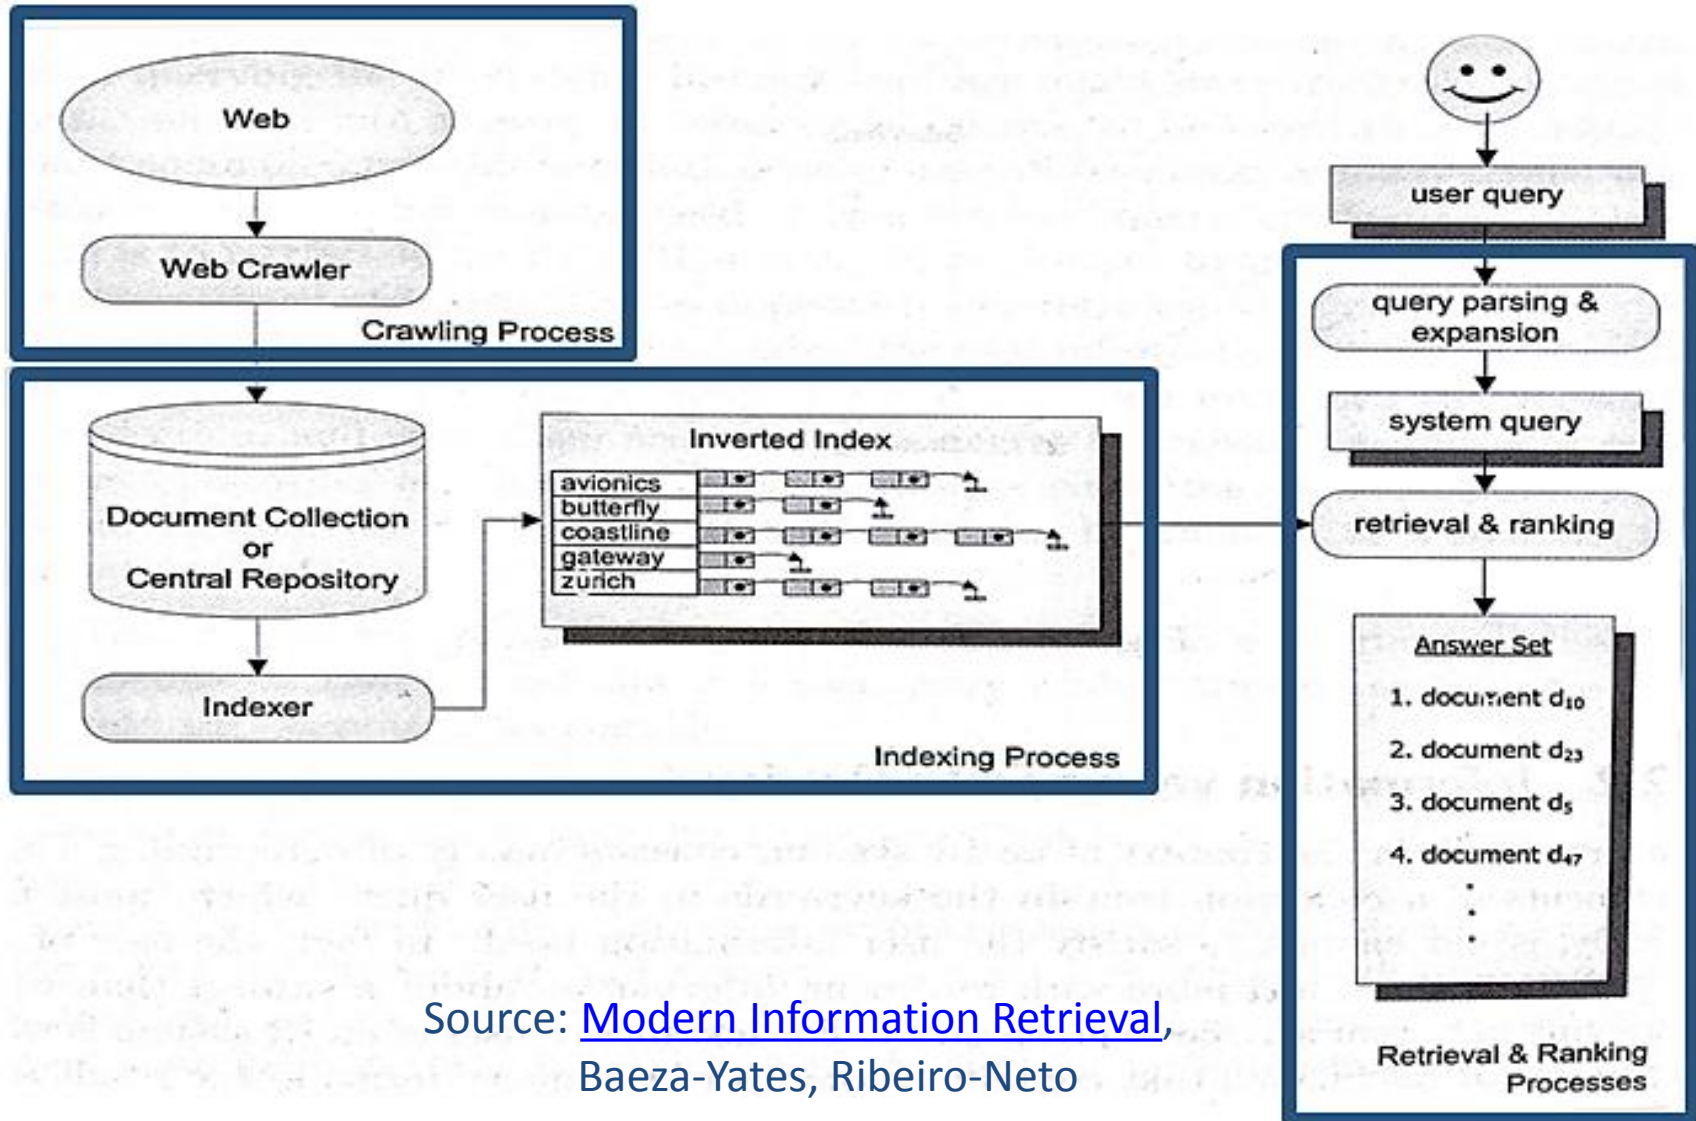 Web
Web Crawler
Crawling Process
Document Collection
or
Central Repository
Indexer
Inverted Index
avionics
butterfly
coastline
gateway
zurich
Indexing Process
user query
query parsing &
expansion
system query
retrieval & ranking
Answer Set
1. document d10
2. document d23
3. document d5
4. document d47
Retrieval & Ranking
Processes
Source: Modern Information Retrieval,
Baeza-Yates, Ribeiro-Neto